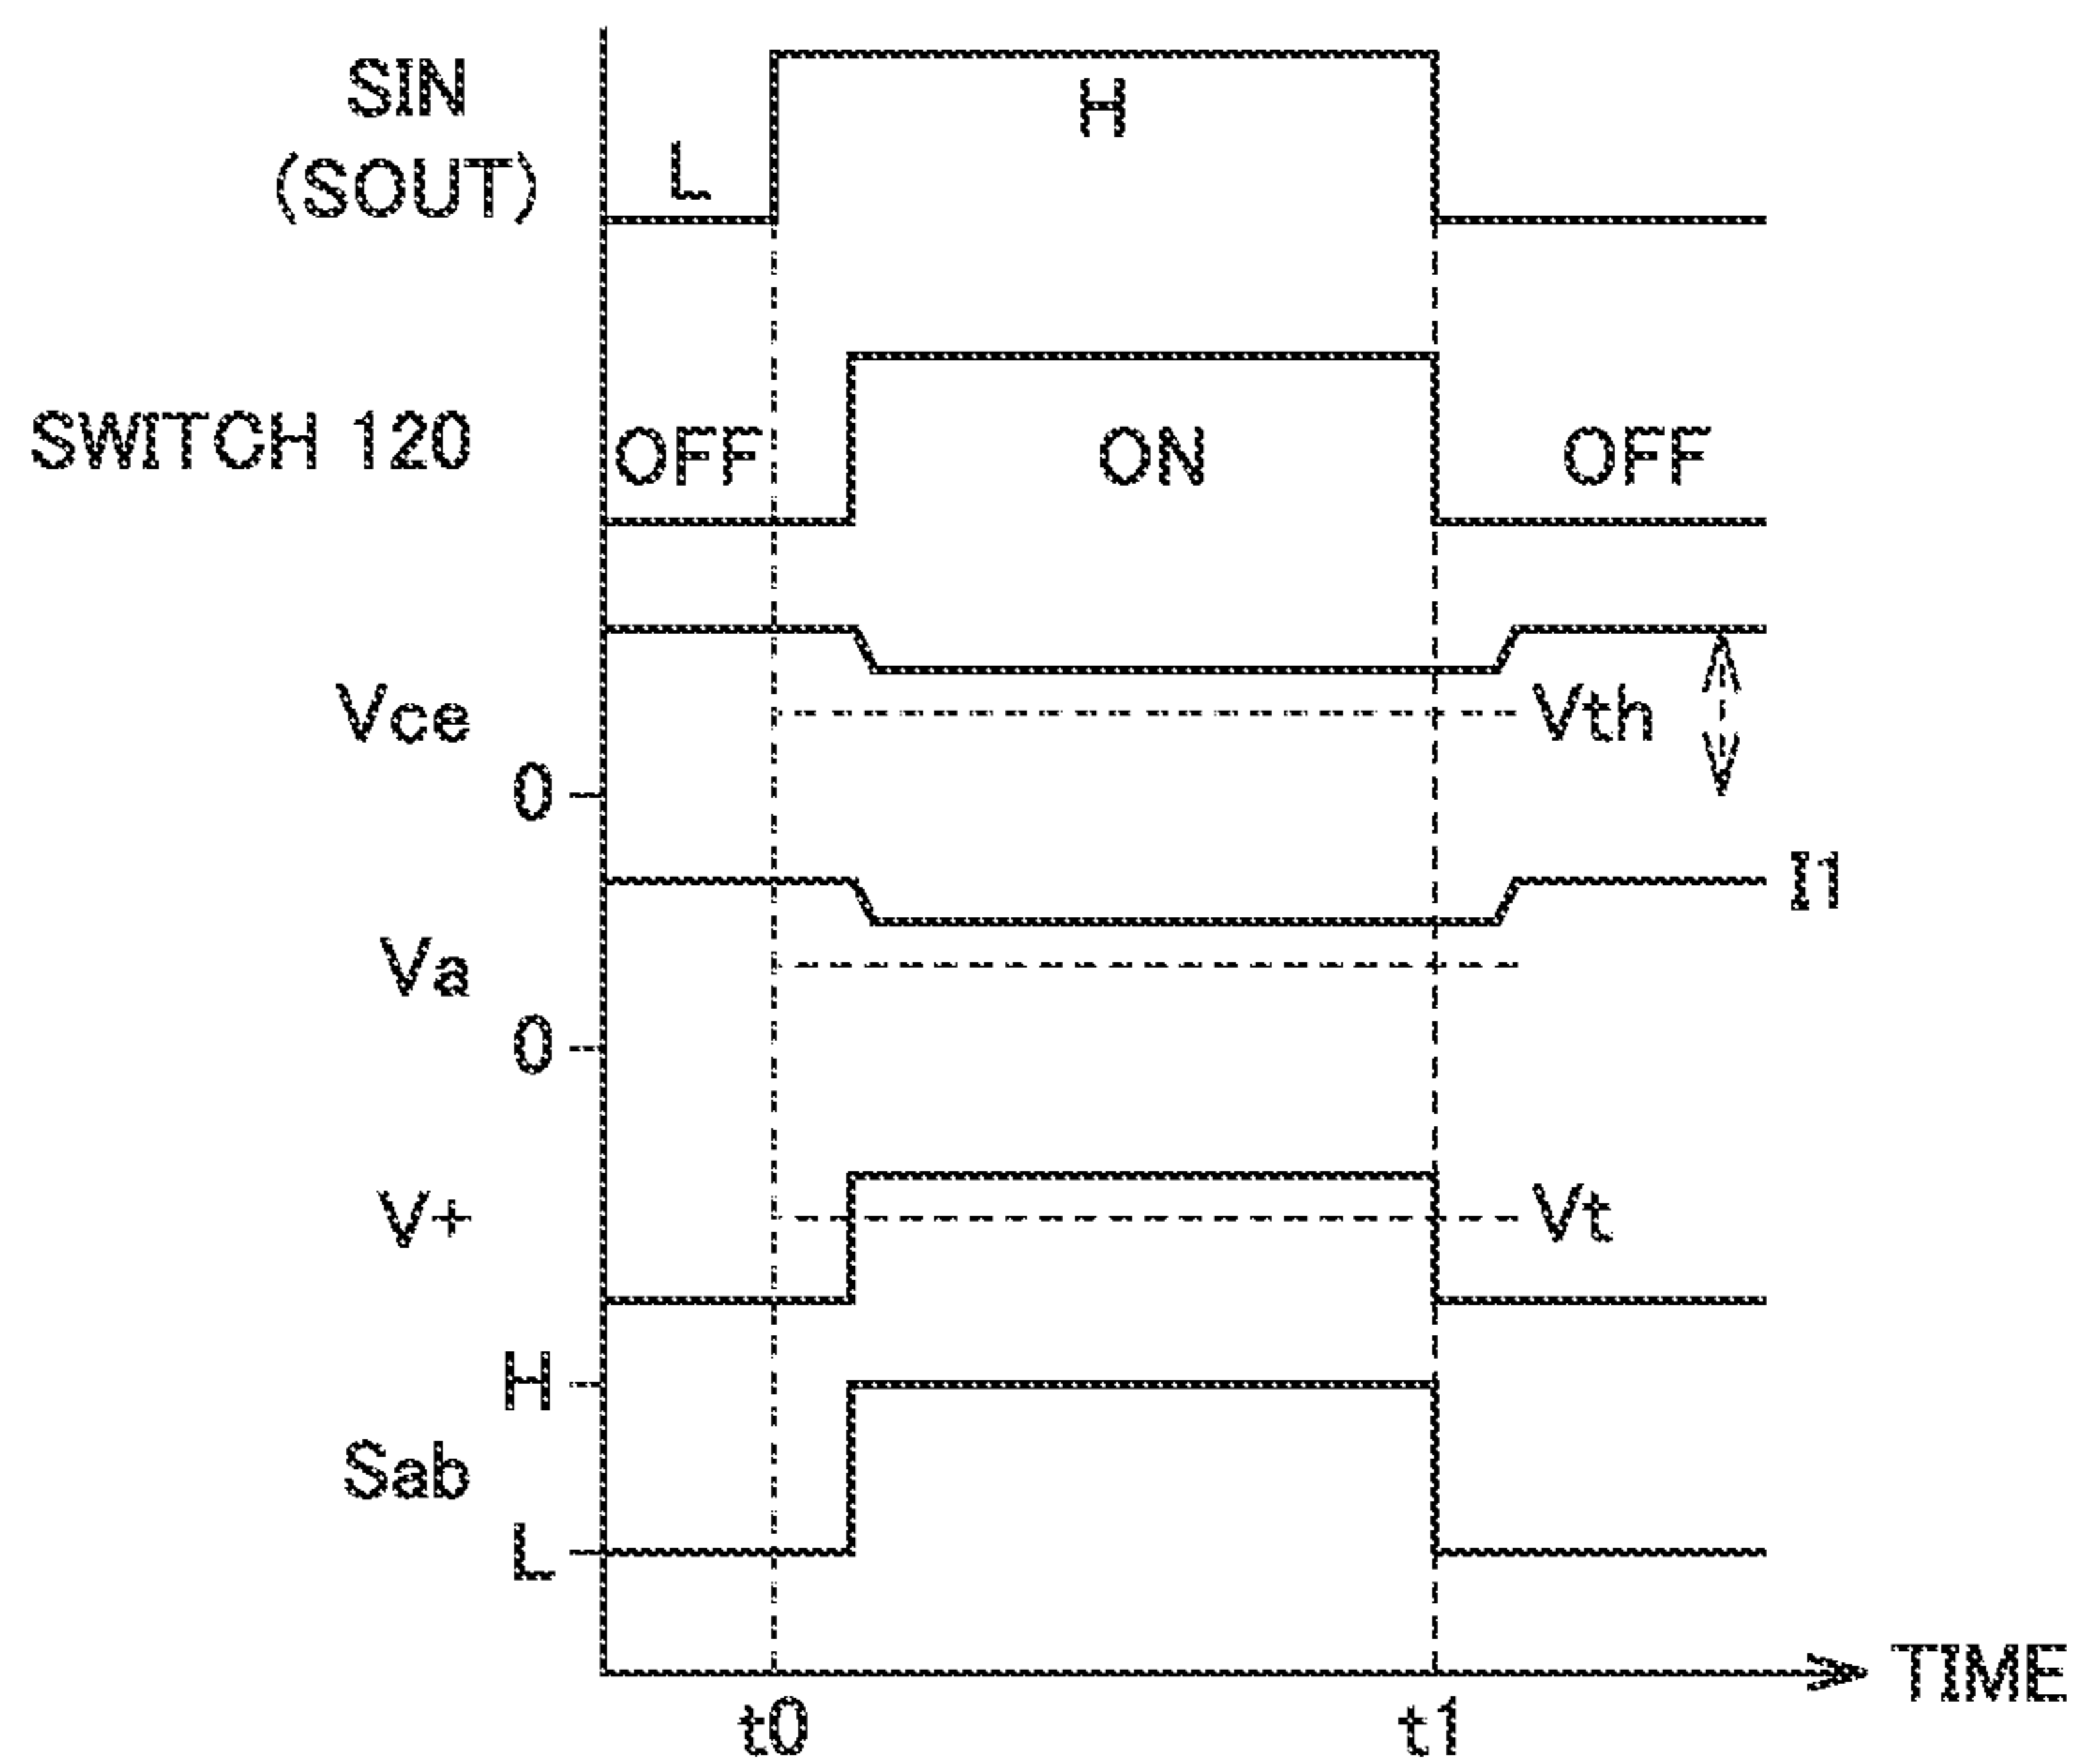 SIN
(SOUT)
L
H
SWITCH 120
OFF
ON
OFF
Vce
Vth
0
I1
Va
0
V+
Vt
H
Sab
L
TIME
t0
t1